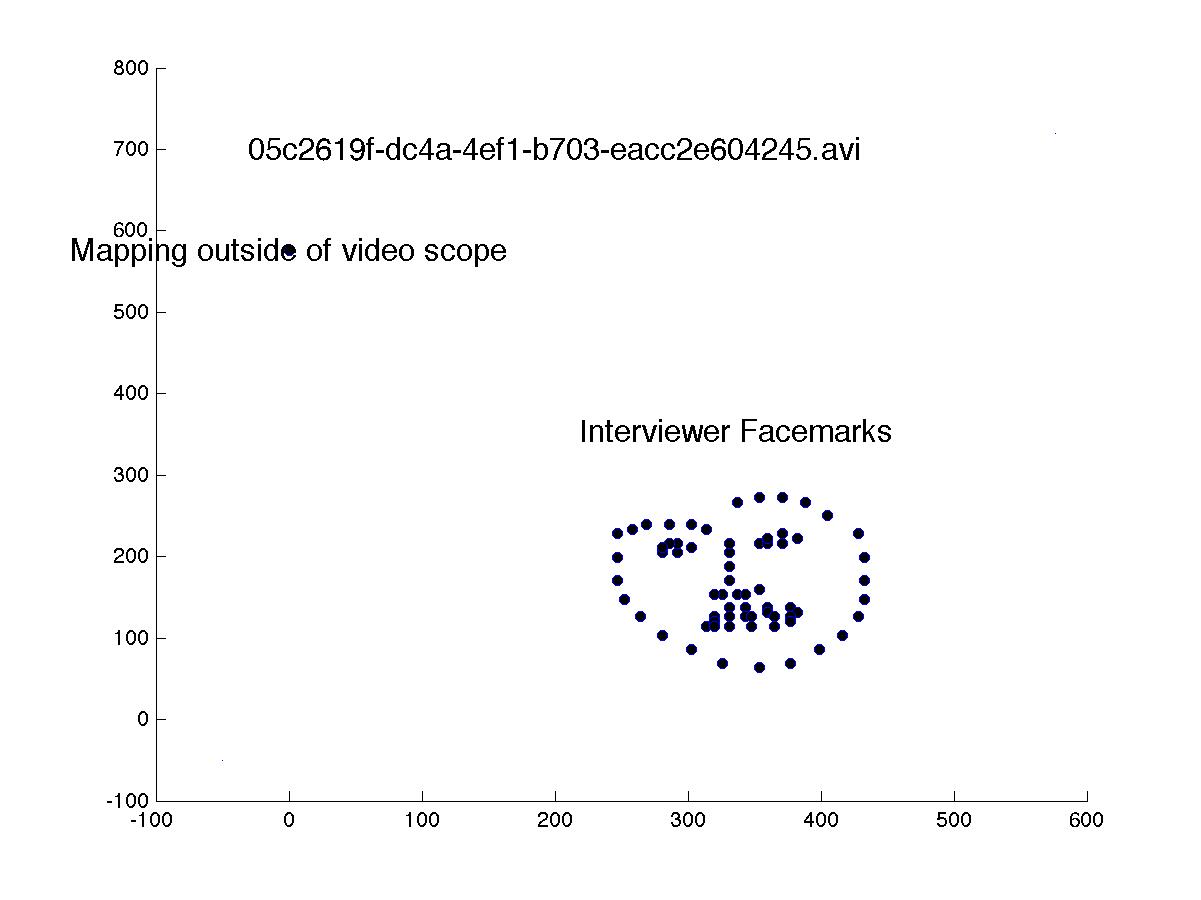 800
700
05c2619f-dc4a-4ef1-b703-eacc2e604245.avi
600
Mapping outside of video scope
500
400
Interviewer Facemarks
300
200
100
0
-100
-100 0 100 200 300 400 500 600